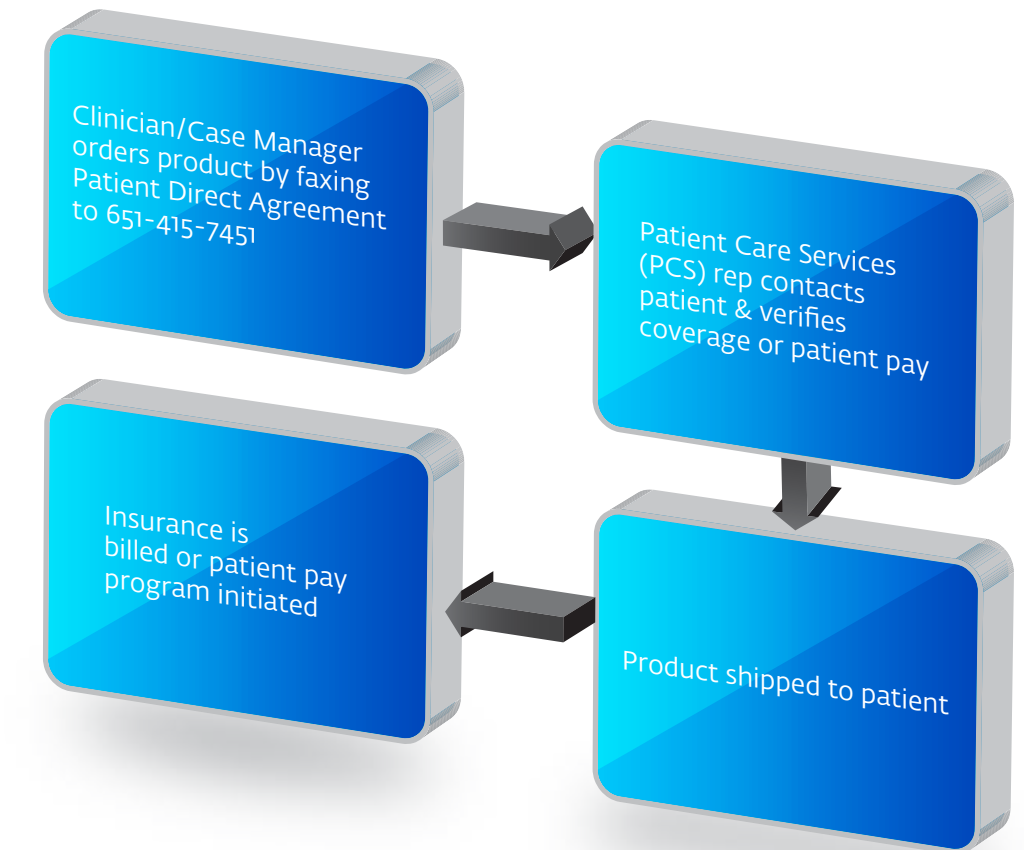 Clinician/Case Manager
orders product by faxing
Patient Direct Agreement
to 651-415-7451
Patient Care Services
(PCS) rep contacts
patient & verifies
coverage or patient pay
Product shipped to patient
Insurance is
billed or patient pay
program initiated